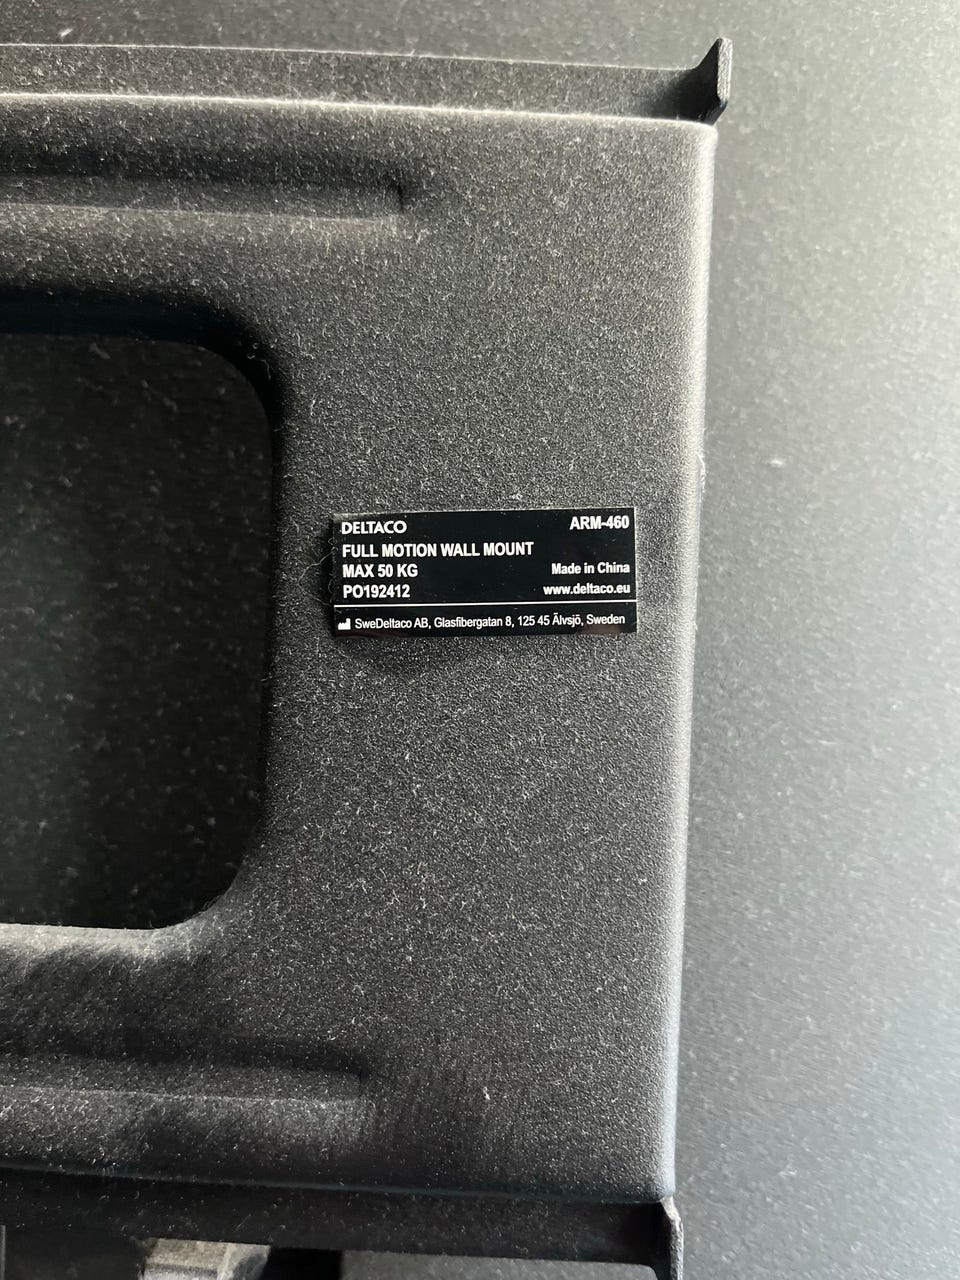 DELTACO ARM-460
FULL MOTION WALL MOUNT
MAX 50 KG Made in China
PO192412 www.deltaco.eu
SweDeltaco AB, Glasfibergatan 8, 125 45 Älvsjö, Sweden